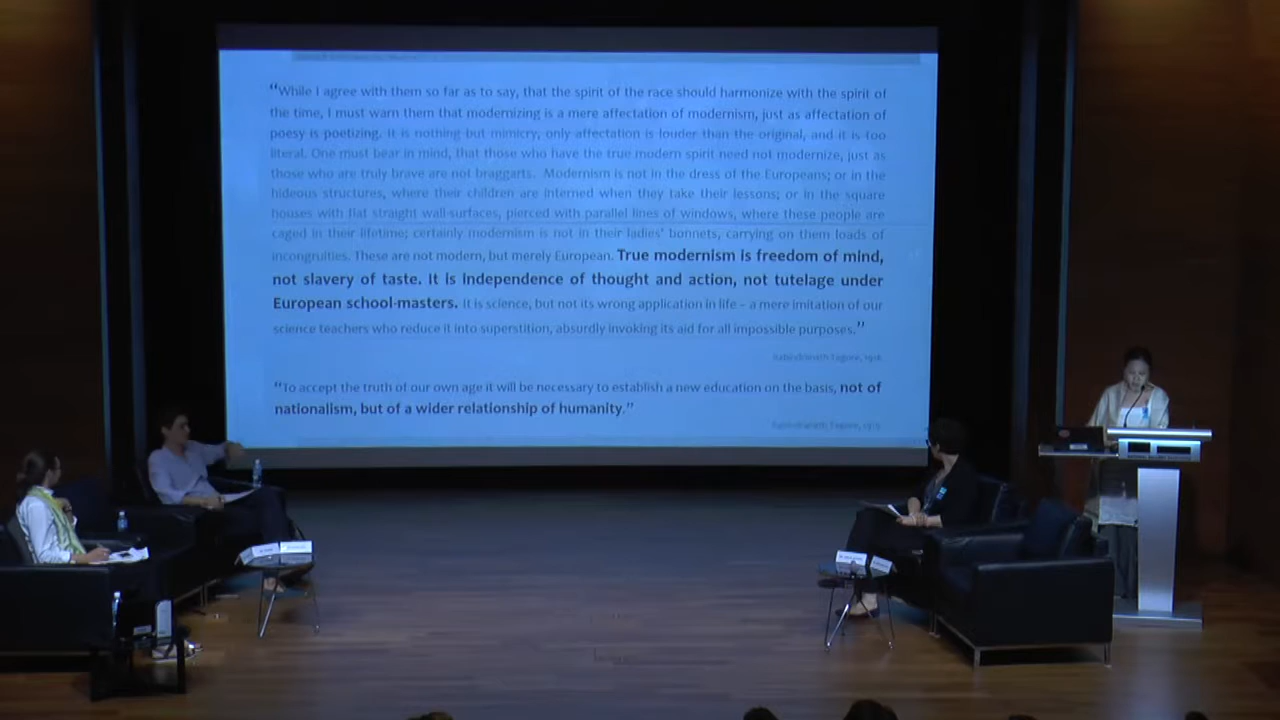 “While I agree with them so far as to say, that the spirit of the race should harmonize with the spirit of
the time, I must warn them that modernizing is a mere affectation of modernism, just as affectation of
poesy is poetizing. It is nothing but mimicry, only affectation is louder than the original, and it is too
literal. One must bear in mind, that those who have the true modern spirit need not modernize, just as
those who are truly brave are not braggarts. Modernism is not in the dress of the Europeans; or in the
hideous structures, where their children are interned when they take their lessons; or in the square
houses with flat straight wall-surfaces, pierced with parallel lines of windows, where these people are
caged in their lifetime; certainly modernism is not in their ladies' bonnets, carrying on them loads of
incongruities. These are not modern, but merely European. True modernism is freedom of mind,
not slavery of taste. It is independence of thought and action, not tutelage under
European school-masters. It is science, but not its wrong application in life – a mere imitation of our
science teachers who reduce it into superstition, absurdly invoking its aid for all impossible purposes.”
Rabindranath Tagore,
“To accept the truth of our own age it will be necessary to establish a new education on the basis, not of
nationalism, but of a wider relationship of humanity.”
Rabindranath Tagore,